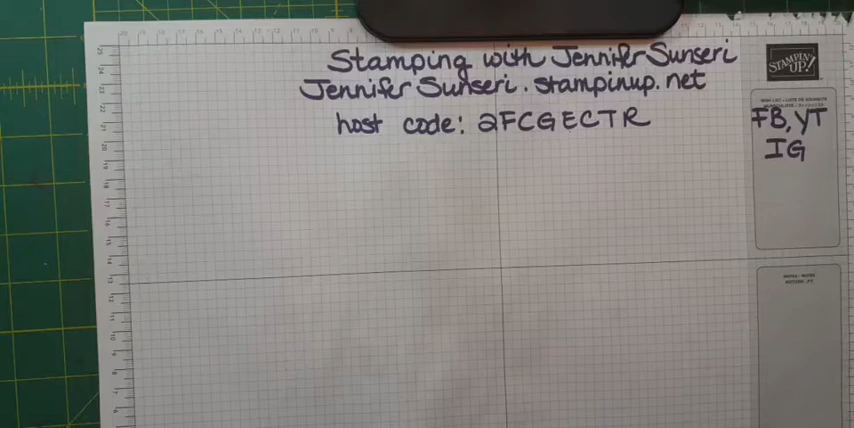 Stamping with Jennifer Sunseri
Jennifer Sunseri.stampinup.net
host code: 2FCGECTR
STAMPIN' UP!
FB, YT
IG